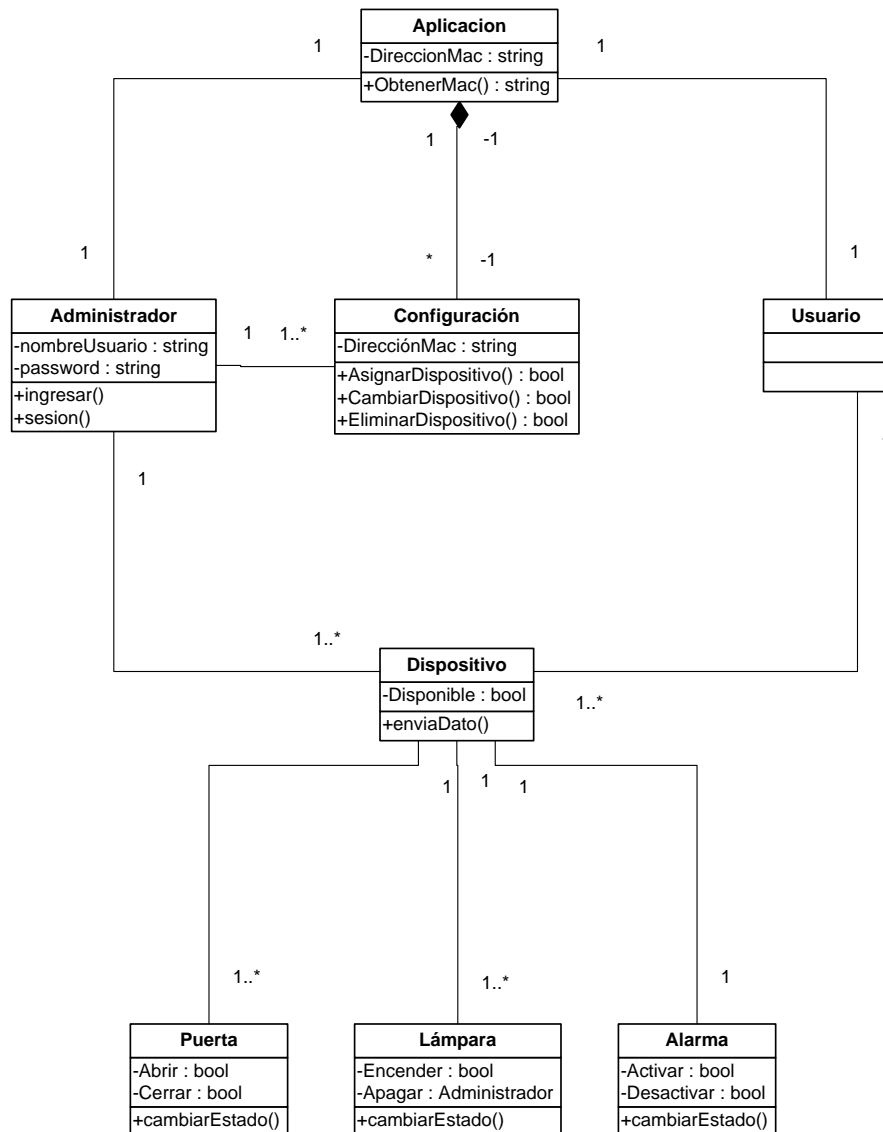 Aplicacion
-DireccionMac : string
+ObtenerMac() : string
1
1
1
-1
1
*
-1
1
Administrador
-nombreUsuario : string
-password : string
+ingresar()
+sesion()
1
1..*
Configuración
-DirecciónMac : string
+AsignarDispositivo() : bool
+CambiarDispositivo() : bool
+EliminarDispositivo() : bool
Usuario
1
1..*
Dispositivo
-Disponible : bool
+enviaDato()
1..*
1
1
1
1..*
1..*
1
Puerta
-Abrir : bool
-Cerrar : bool
+cambiarEstado()
Lámpara
-Encender : bool
-Apagar : Administrador
+cambiarEstado()
Alarma
-Activar : bool
-Desactivar : bool
+cambiarEstado()